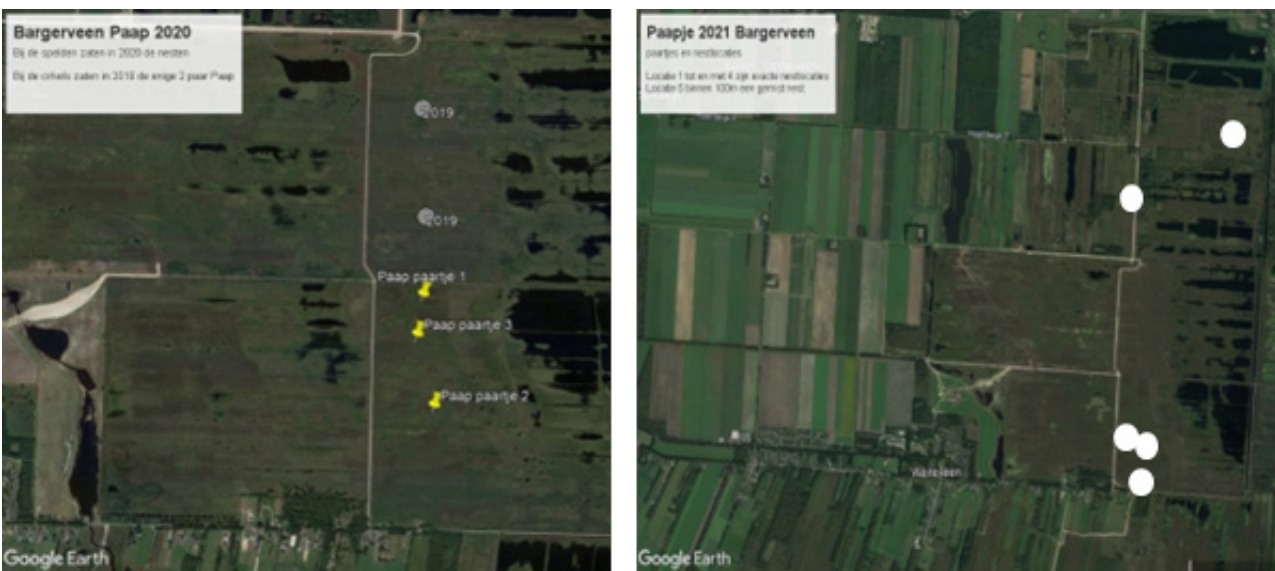 Bargerveen Paap 2020
Bij de spelden zaten in 2020 de nesten
Bij de cirkels zaten in 2019 de enige 2 paar Paap
2019
2019
Paap paartje 1
Paap paartje 3
Paap paartje 2
Google Earth
Paapje 2021 Bargerveen
paartjes en nestlocaties
Locatie 1 tot en met 4 zijn exacte nestlocaties
Locatie 5 binnen 100m een gemist nest
Google Earth